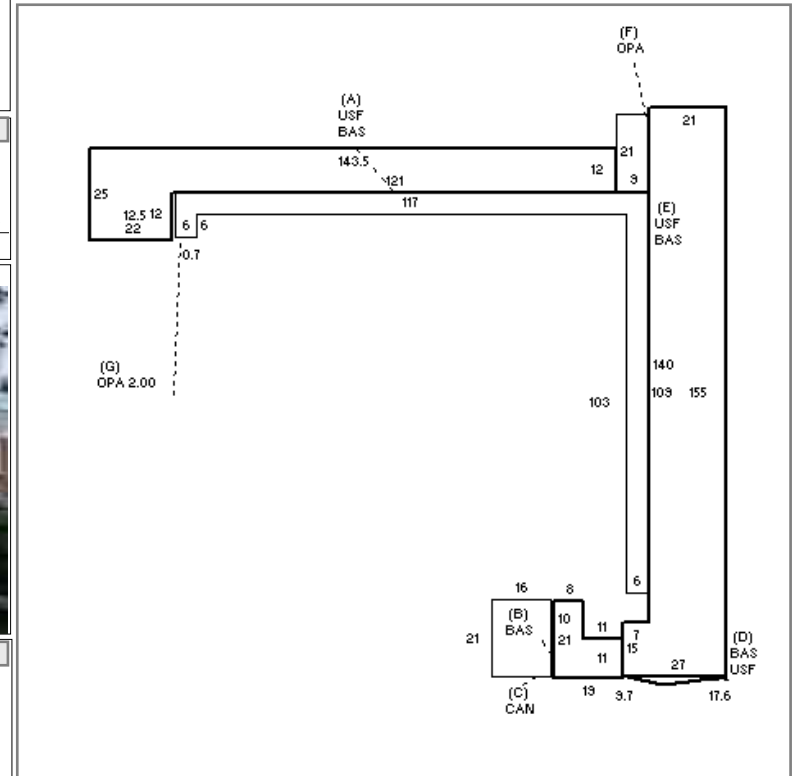 (F)
OPA
(A)
USF
BAS
21
143.5
121
12
21
9
25
117
12.5 12
22
6 6
0.7
(E)
USF
BAS
(G)
OPA 2.00
140
103
109 155
6
16
8
(B)
BAS
10
21
21
11
11
7
15
27
(D)
BAS
USF
(C)
CAN
19
9.7
17.6